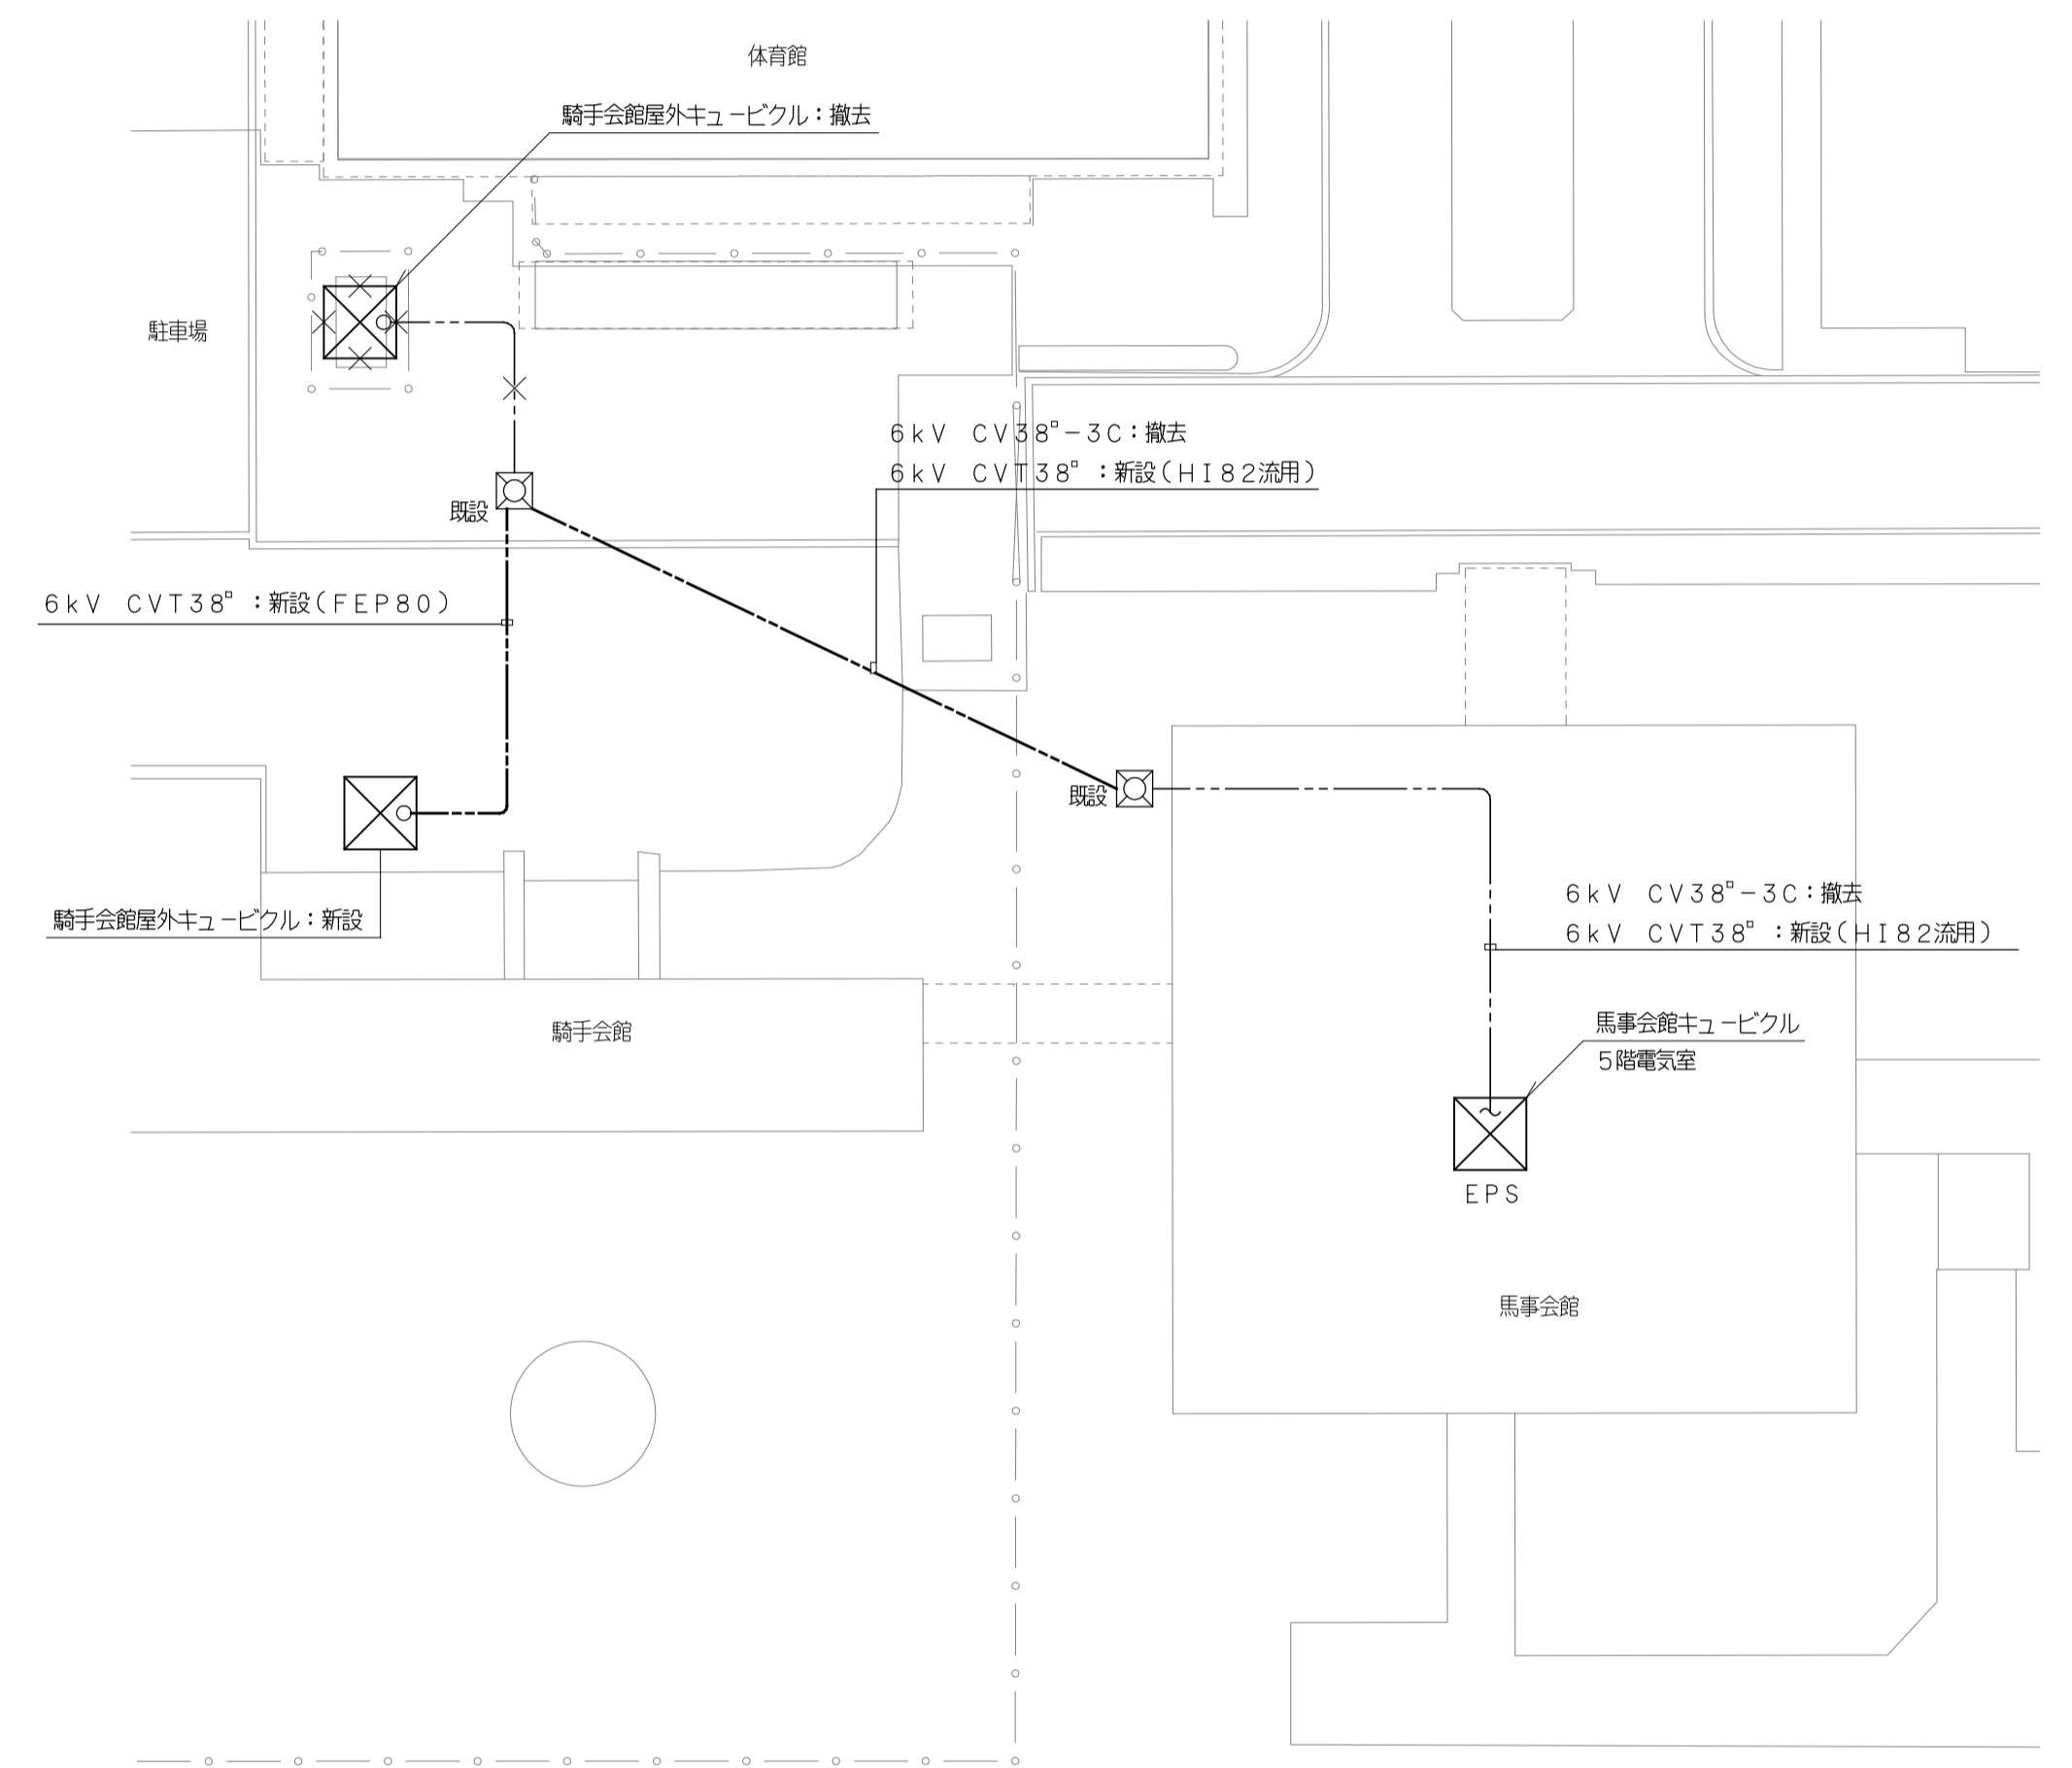 体育館
騎手会館屋外キュービクル：撤去
駐車場
6kV CV38□-3C：撤去
6kV CVT38□：新設(HI82流用)
既設
6kV CVT38□：新設(FEP80)
既設
6kV CV38□-3C：撤去
6kV CVT38□：新設(HI82流用)
騎手会館屋外キュービクル：新設
騎手会館
馬事会館キュービクル
5階電気室
EPS
馬事会館